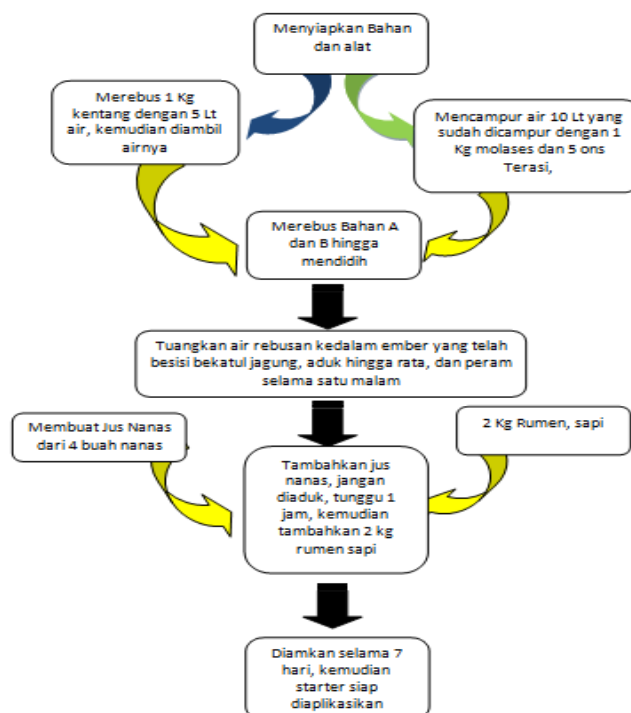 Menyiapkan Bahan
dan alat
Merebus 1 Kg
kentang dengan 5 Lt
air, kemudian diambil
airnya
Mencampur air 10 Lt yang
sudah dicampur dengan 1
Kg molases dan 5 ons
Terasi,
Merebus Bahan A
dan B hingga
mendidih
Tuangkan air rebusan kedalam ember yang telah
besisi bekatul jagung, aduk hingga rata, dan peram
selama satu malam
Membuat Jus Nanas
dari 4 buah nanas
2 Kg Rumen, sapi
Tambahkan jus
nanas, jangan
diaduk, tunggu 1
jam, kemudian
tambahkan 2 kg
rumen sapi
Diamkan selama 7
hari, kemudian
starter siap
diaplikasikan